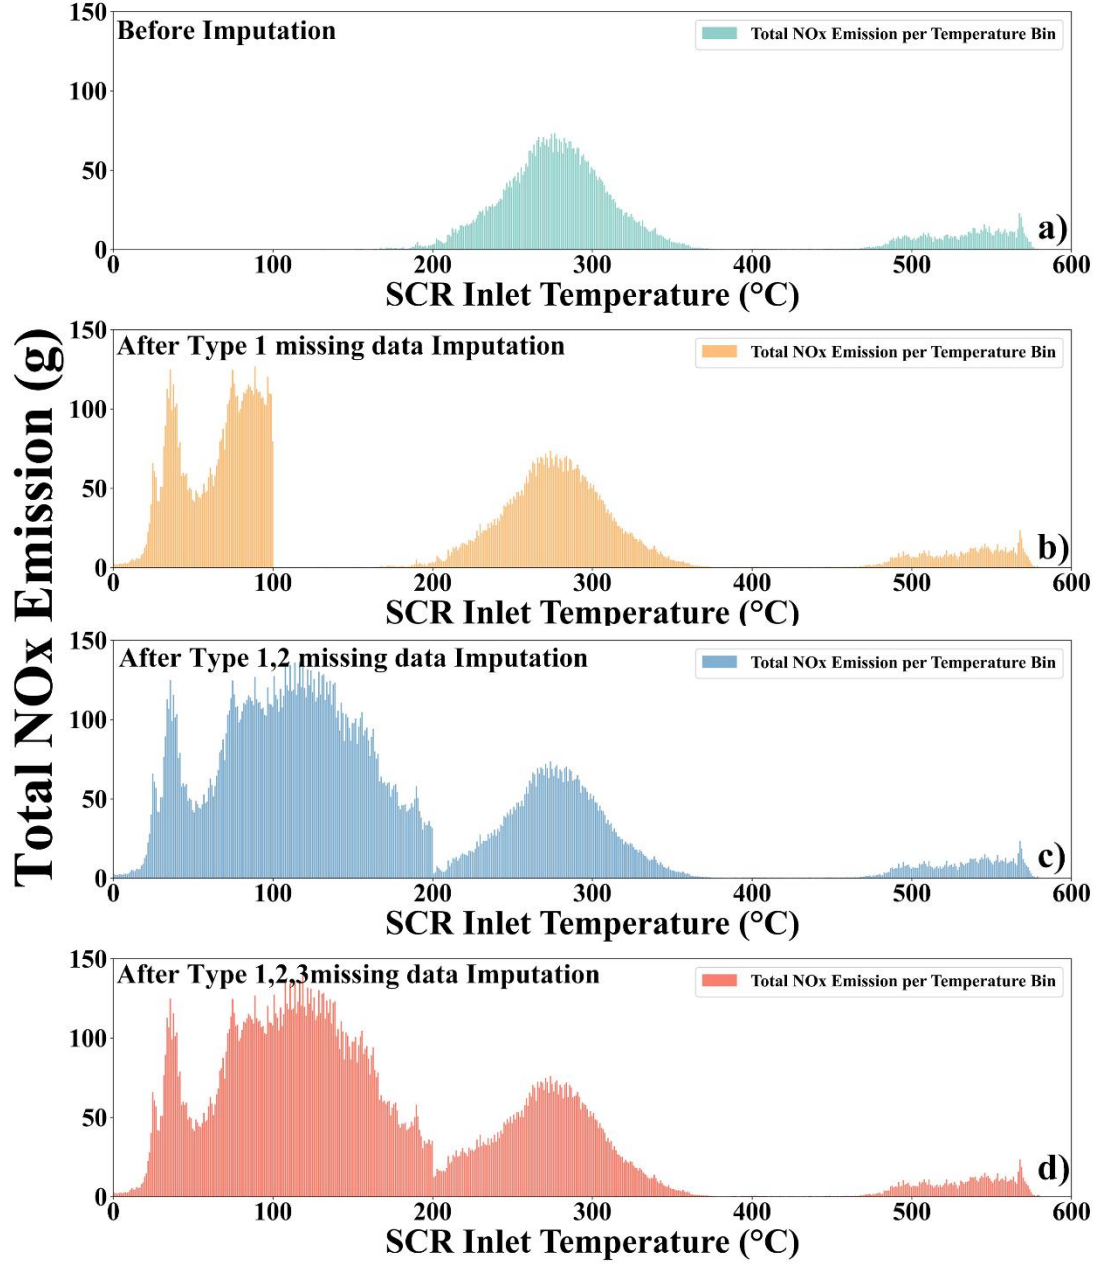 Total NOx Emission (g)
150
Before Imputation
Total NOx Emission per Temperature Bin
100
50
0
a)
0 100 200 300 400 500 600
SCR Inlet Temperature (°C)
150
After Type 1 missing data Imputation
Total NOx Emission per Temperature Bin
100
50
0
b)
0 100 200 300 400 500 600
SCR Inlet Temperature (°C)
150
After Type 1,2 missing data Imputation
Total NOx Emission per Temperature Bin
100
50
0
c)
0 100 200 300 400 500 600
SCR Inlet Temperature (°C)
150
After Type 1,2,3missing data Imputation
Total NOx Emission per Temperature Bin
100
50
0
d)
0 100 200 300 400 500 600
SCR Inlet Temperature (°C)